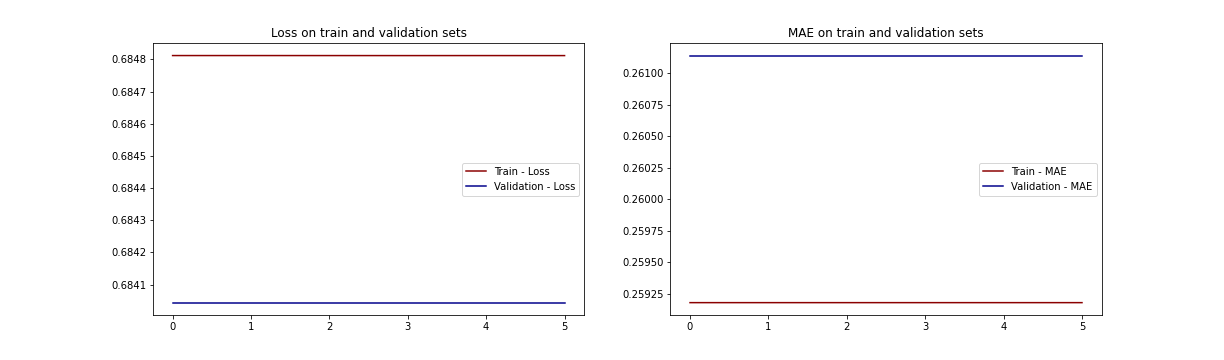 Loss on train and validation sets
0.6848
0.6847
0.6846
0.6845
0.6844
0.6843
0.6842
0.6841
0 1 2 3 4 5
Train - Loss
Validation - Loss
MAE on train and validation sets
0.26100
0.26075
0.26050
0.26025
0.26000
0.25975
0.25950
0.25925
0 1 2 3 4 5
Train - MAE
Validation - MAE